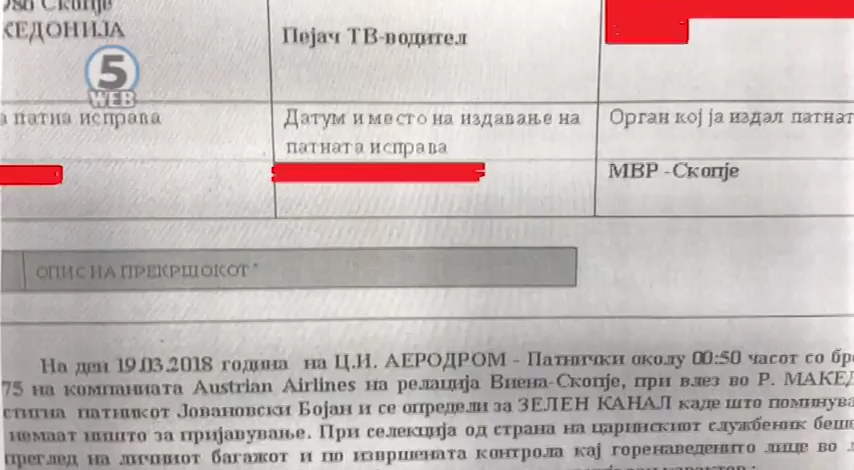 Скопје
КЕДОНИЈА
Пејач ТВ-водител
5
WEB
а патна исправа
Датум и место на издавање на
патната исправа
Орган кој ја издал патнат
МВР -Скопје
ОПИС НА ПРЕКРШОКОТ *
На ден 19.03.2018 година на Ц.И. АЕРОДРОМ - Патнички околу 00:50 часот со бр
75 на компанијата Austrian Airlines на релација Виена-Скопје, при влез во Р. МАКЕД
стигна патникот Јовановски Бојан и се определи за ЗЕЛЕН КАНАЛ каде што поминува
немаат ништо за пријавување. При селекција од страна на царинскиот службеник беш
преглед на личниот багажот и по извршената контрола кај горенаведенито лице во